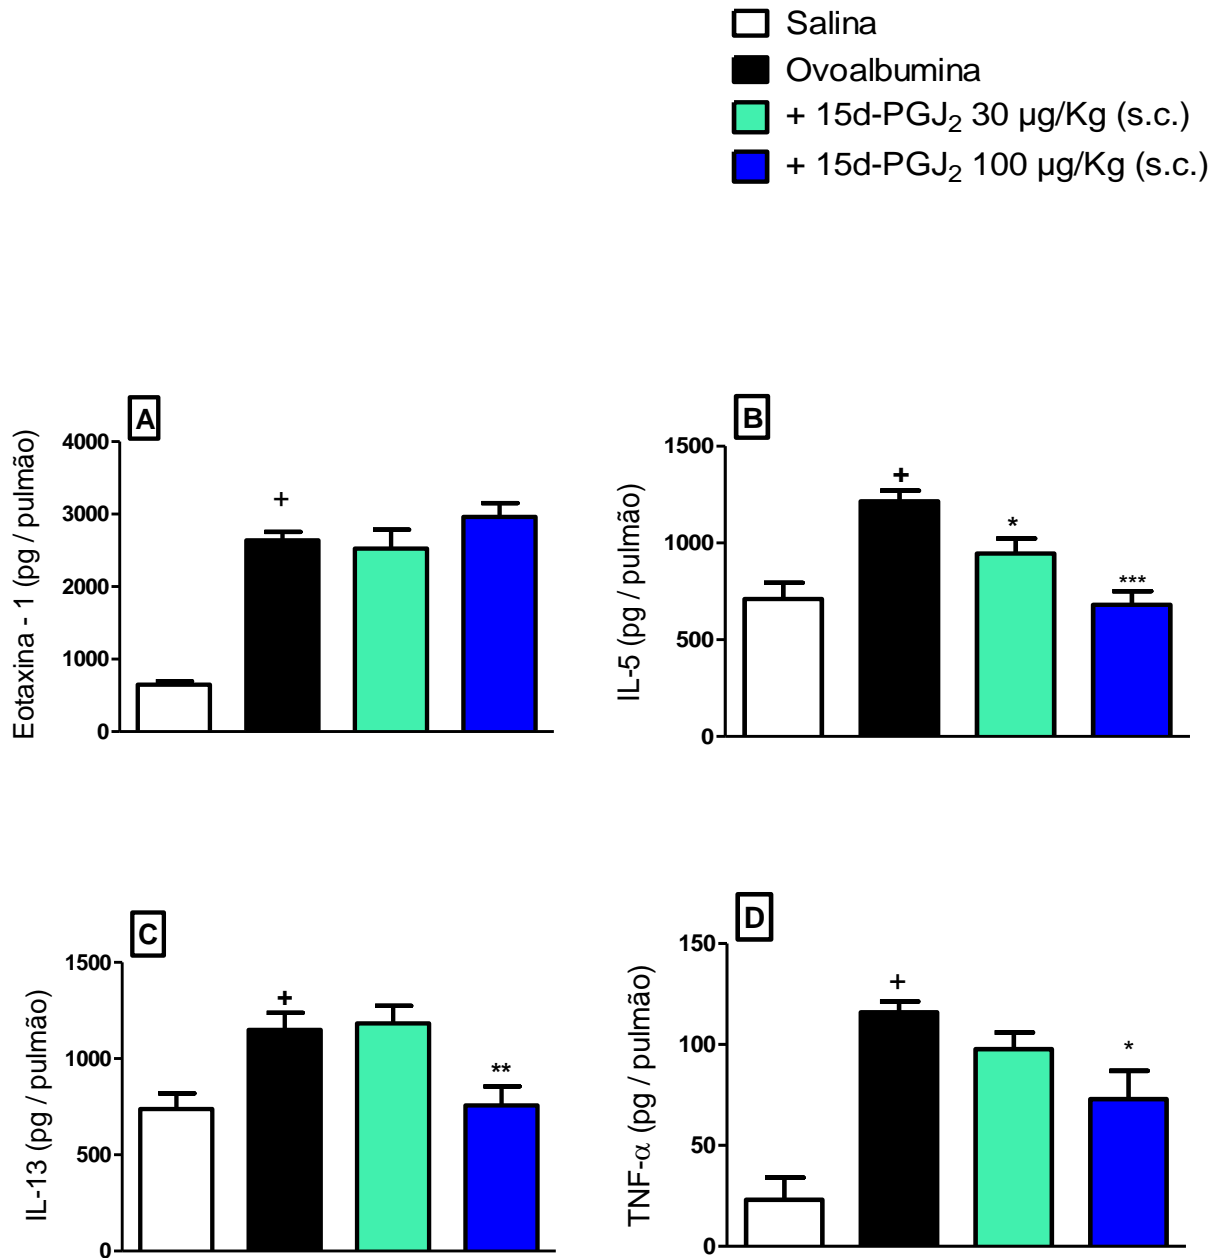 Salina
Ovoalbumina
+ 15d-PGJ2 30 µg/Kg (s.c.)
+ 15d-PGJ2 100 µg/Kg (s.c.)
A
Eotaxina - 1 (pg / pulmão)
4000
3000
2000
1000
0
+
B
IL-5 (pg / pulmão)
1500
1000
500
0
+
*
***
C
IL-13 (pg / pulmão)
1500
1000
500
0
+
**
D
TNF-α (pg / pulmão)
150
100
50
0
+
*